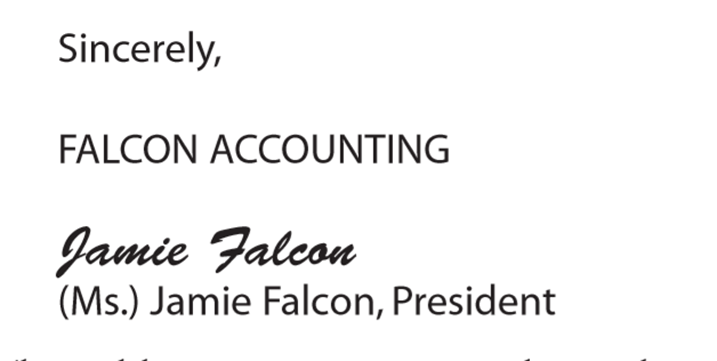 Sincerely,
FALCON ACCOUNTING
Jamie Falcon
(Ms.) Jamie Falcon, President